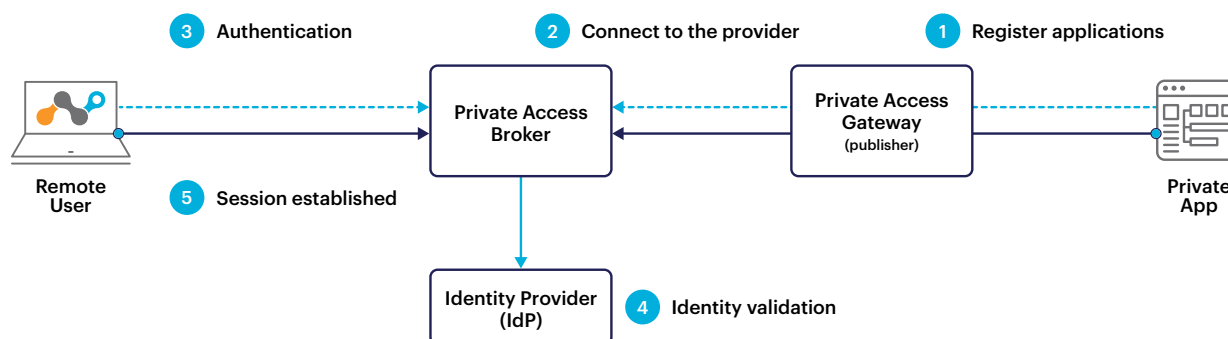 3 Authentication
2 Connect to the provider
1 Register applications
Private Access
Broker
Private Access
Gateway
(publisher)
Remote
User
5 Session established
Private
App
Identity Provider
(IdP)
4 Identity validation